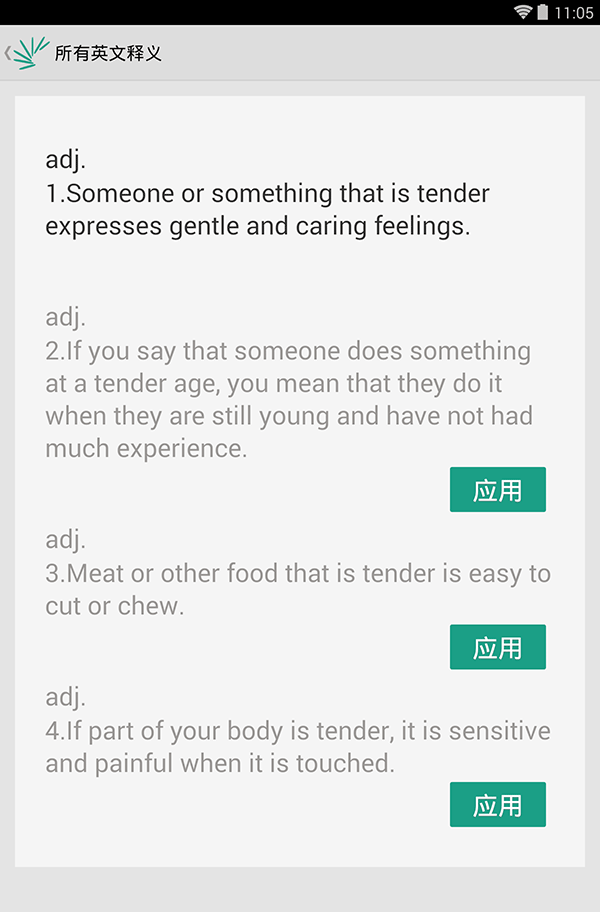 11:05
所有英文释义
adj.
1.Someone or something that is tender
expresses gentle and caring feelings.
adj.
2.If you say that someone does something
at a tender age, you mean that they do it
when they are still young and have not had
much experience.
应用
adj.
3.Meat or other food that is tender is easy to
cut or chew.
应用
adj.
4.If part of your body is tender, it is sensitive
and painful when it is touched.
应用